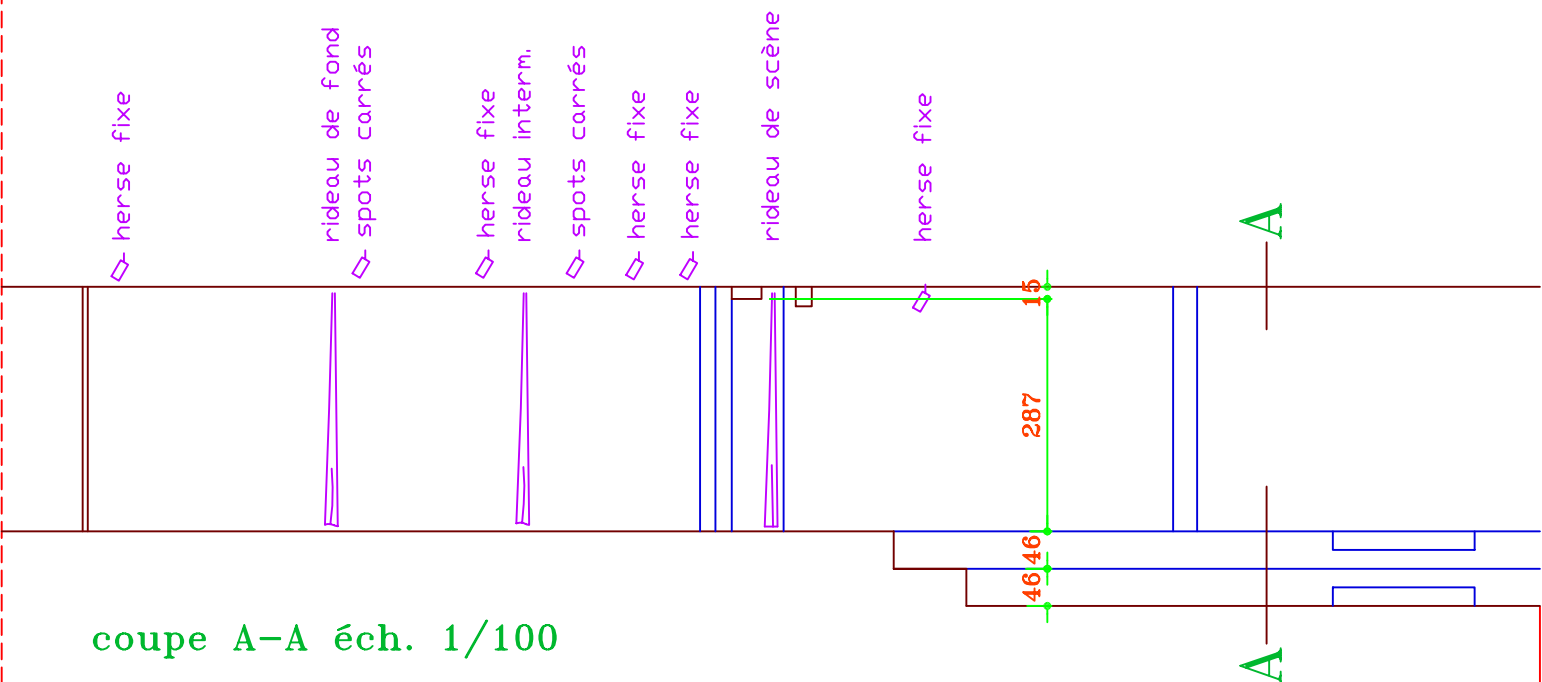 herse fixe
rideau de fond
spots carrés
herse fixe
rideau interm.
spots carrés
herse fixe
herse fixe
rideau de scène
herse fixe
A
15
287
46
46
coupe A-A éch. 1/100
A